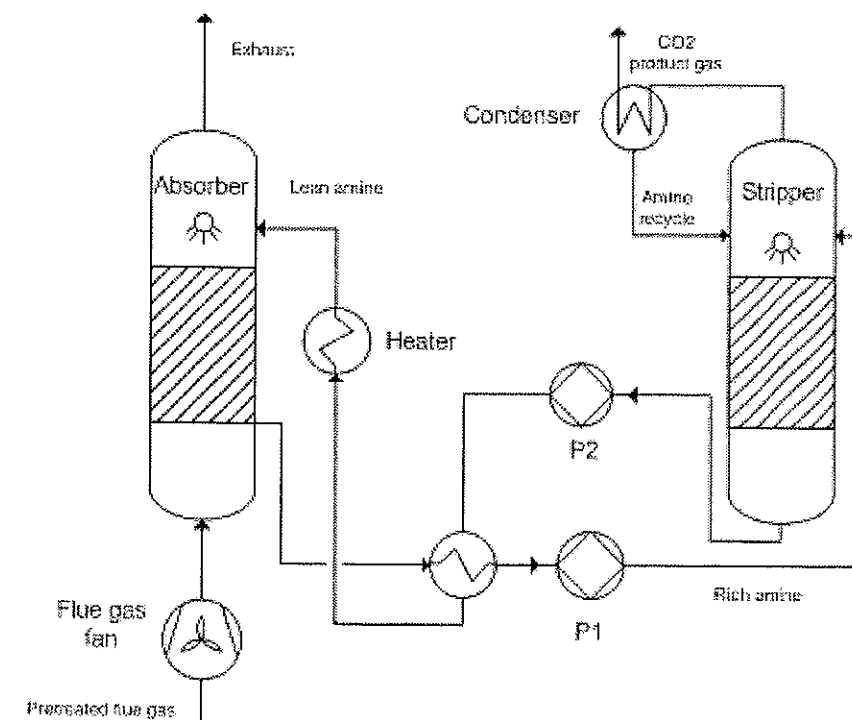 Exhaust
CO2
product gas
Condenser
Absorber
Lean amine
Amine
recycle
Stripper
Heater
P2
Flue gas
fan
P1
Rich amine
Pretreated flue gas